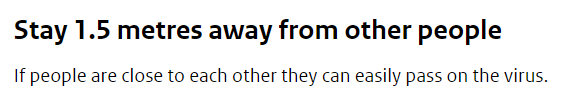 Stay 1.5 metres away from other people
If people are close to each other they can easily pass on the virus.